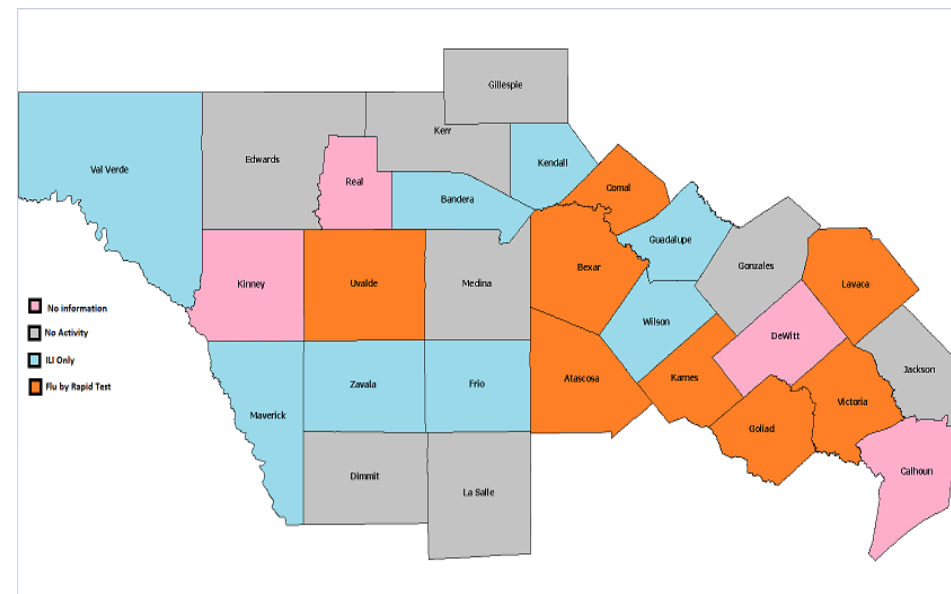 Gillespie
Kerr
Edwards
Val Verde
Kendall
Real
Comal
Bandera
Guadalupe
Gonzales
Bexar
Kinney
Uvalde
Medina
Lavaca
No information
Wilson
No Activity
DeWitt
ILI Only
Jackson
Atascosa
Karnes
Zavala
Frio
Flu by Rapid Test
Victoria
Maverick
Goliad
Calhoun
Dimmit
La Salle